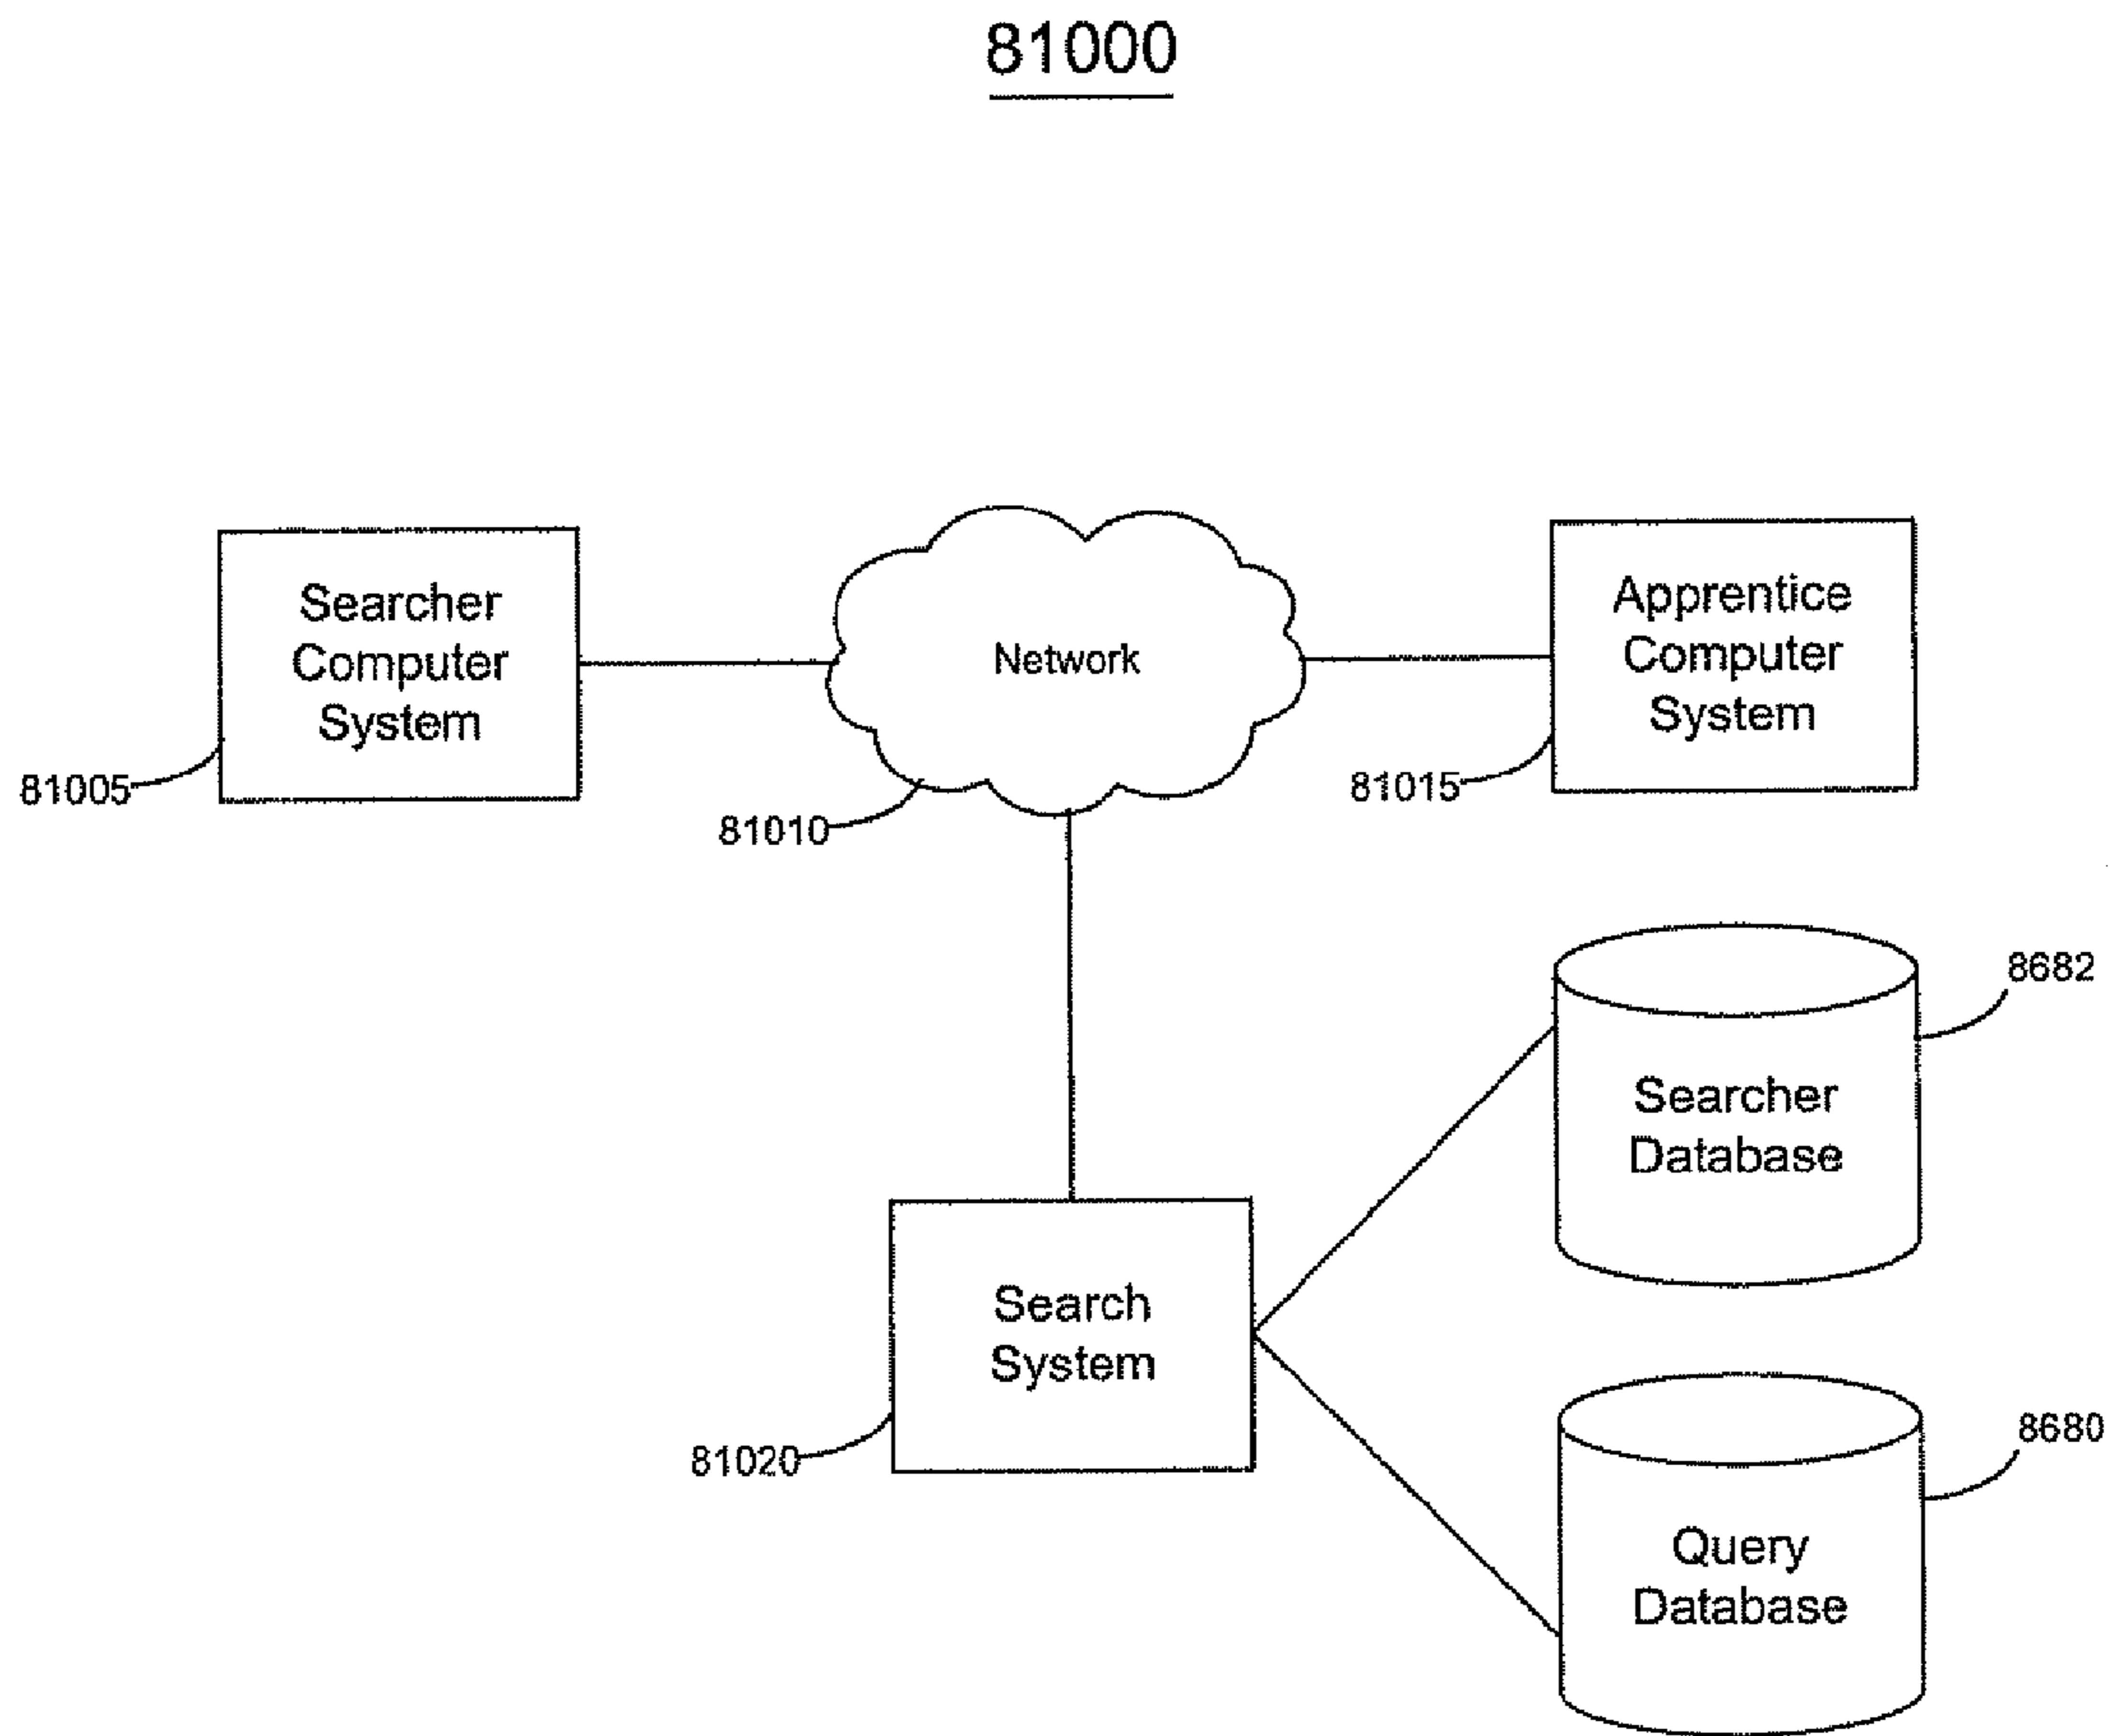 81000
Searcher
Computer
System
81005
Network
81010
Apprentice
Computer
System
81015
Searcher
Database
8682
Search
System
81020
Query
Database
8680